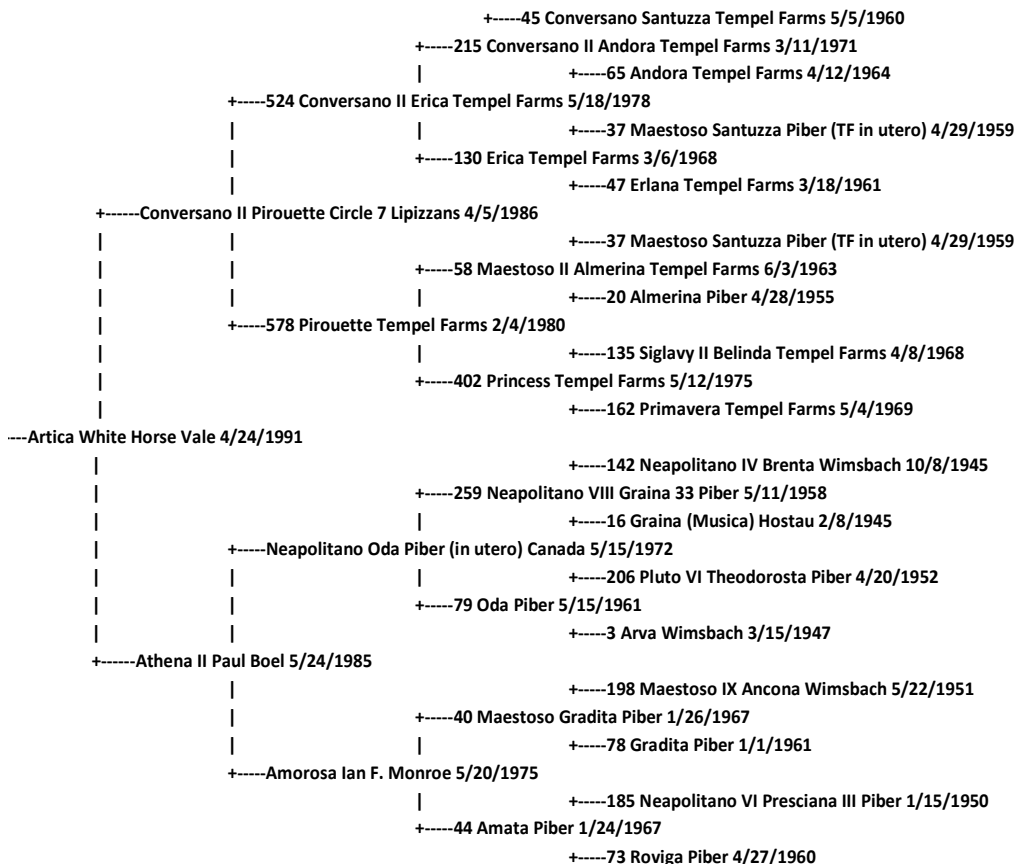 +-----45 Conversano Santuzza Tempel Farms 5/5/1960
+-----215 Conversano II Andora Tempel Farms 3/11/1971
| +-----65 Andora Tempel Farms 4/12/1964
+-----524 Conversano II Erica Tempel Farms 5/18/1978
| | +-----37 Maestoso Santuzza Piber (TF in utero) 4/29/1959
| +-----130 Erica Tempel Farms 3/6/1968
| +-----47 Erlana Tempel Farms 3/18/1961
+------Conversano II Pirouette Circle 7 Lipizzans 4/5/1986
| | +-----37 Maestoso Santuzza Piber (TF in utero) 4/29/1959
| | +-----58 Maestoso II Almerina Tempel Farms 6/3/1963
| | | +-----20 Almerina Piber 4/28/1955
| +-----578 Pirouette Tempel Farms 2/4/1980
| | +-----135 Siglavy II Belinda Tempel Farms 4/8/1968
| +-----402 Princess Tempel Farms 5/12/1975
| +-----162 Primavera Tempel Farms 5/4/1969
---Artica White Horse Vale 4/24/1991
| +-----142 Neapolitano IV Brenta Wimsbach 10/8/1945
| +-----259 Neapolitano VIII Graina 33 Piber 5/11/1958
| | +-----16 Graina (Musica) Hostau 2/8/1945
| +-----Neapolitano Oda Piber (in utero) Canada 5/15/1972
| | | +-----206 Pluto VI Theodorosta Piber 4/20/1952
| | +-----79 Oda Piber 5/15/1961
| | +-----3 Arva Wimsbach 3/15/1947
+------Athena II Paul Boel 5/24/1985
| +-----198 Maestoso IX Ancona Wimsbach 5/22/1951
| +-----40 Maestoso Gradita Piber 1/26/1967
| | +-----78 Gradita Piber 1/1/1961
+-----Amorosa Ian F. Monroe 5/20/1975
| +-----185 Neapolitano VI Presciana III Piber 1/15/1950
+-----44 Amata Piber 1/24/1967
+-----73 Roviga Piber 4/27/1960